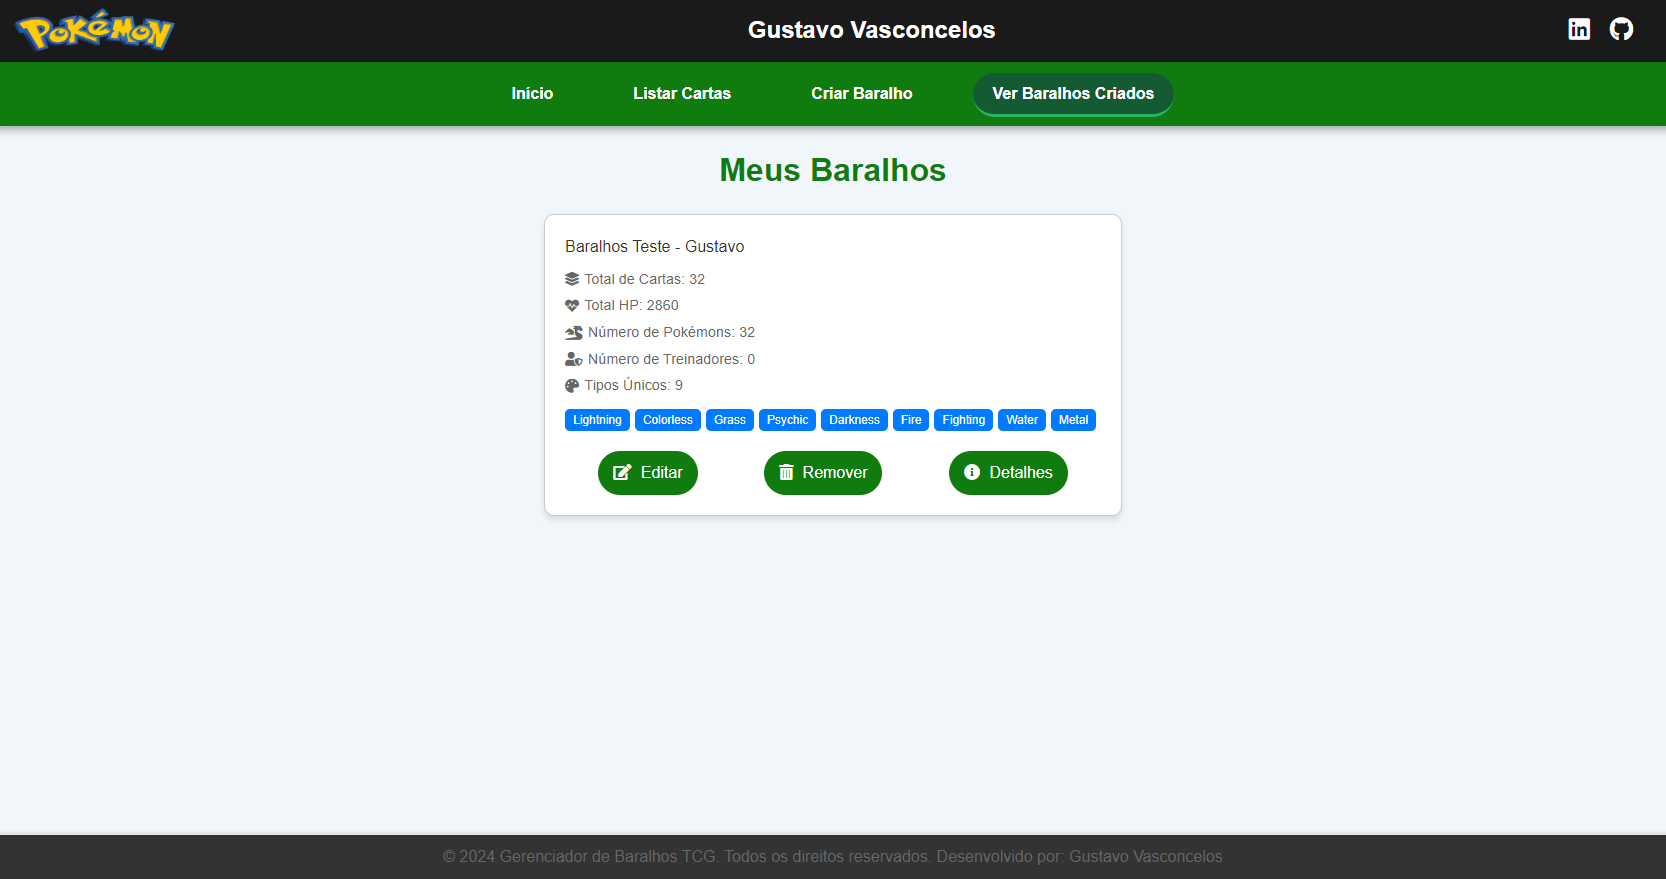 POKéMON
Gustavo Vasconcelos
Início
Listar Cartas
Criar Baralho
Ver Baralhos Criados
Meus Baralhos
Baralhos Teste - Gustavo
Total de Cartas: 32
Total HP: 2860
Número de Pokémons: 32
Número de Treinadores: 0
Tipos Únicos: 9
Lightning Colorless Grass Psychic Darkness Fire Fighting Water Metal
Editar
Remover
Detalhes
© 2024 Gerenciador de Baralhos TCG. Todos os direitos reservados. Desenvolvido por: Gustavo Vasconcelos